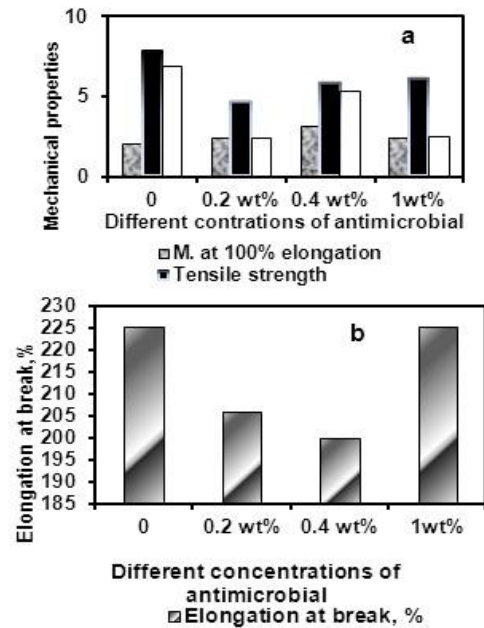 10
a
5
0
Mechanical properties
0 0.2 wt% 0.4 wt% 1wt%
Different contrations of antimicrobial
M. at 100% elongation
Tensile strength
230
225
220
215
210
205
200
195
190
185
b
Elongation at break,%
0 0.2 wt% 0.4 wt% 1wt%
Different concentrations of
antimicrobial
Elongation at break, %